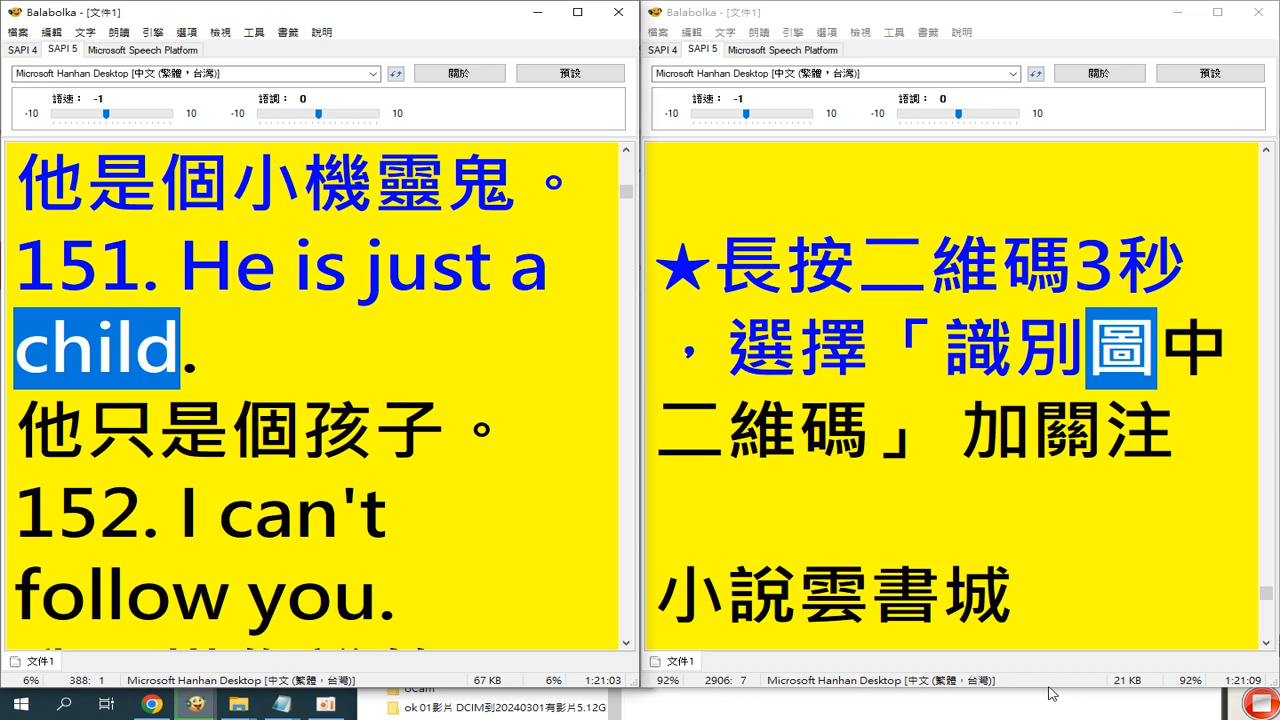 Balabolka - [文件1]
檔案 編輯 文字 朗讀 引擎 選項 檢視 工具 書籤 說明
SAPI 4 SAPI 5 Microsoft Speech Platform
Microsoft Hanhan Desktop [中文 (繁體，台灣)] 關於 預設
語速： -1 語調： 0
-10 10 -10 10
他是個小機靈鬼。
151. He is just a
child.
他只是個孩子。
152. I can't
follow you.
文件1
6% 388: 1 Microsoft Hanhan Desktop [中文 (繁體，台灣)] 67 KB 6% 1:21:03
Balabolka - [文件1]
檔案 編輯 文字 朗讀 引擎 選項 檢視 工具 書籤 說明
SAPI 4 SAPI 5 Microsoft Speech Platform
Microsoft Hanhan Desktop [中文 (繁體，台灣)] 關於 預設
語速： -1 語調： 0
-10 10 -10 10
★長按二維碼3秒
，選擇「識別圖中
二維碼」 加關注
小說雲書城
文件1
92% 2906: 7 Microsoft Hanhan Desktop [中文 (繁體，台灣)] 21 KB 92% 1:21:09
oCam
ok 01影片 DCIM到20240301有影片5.12G